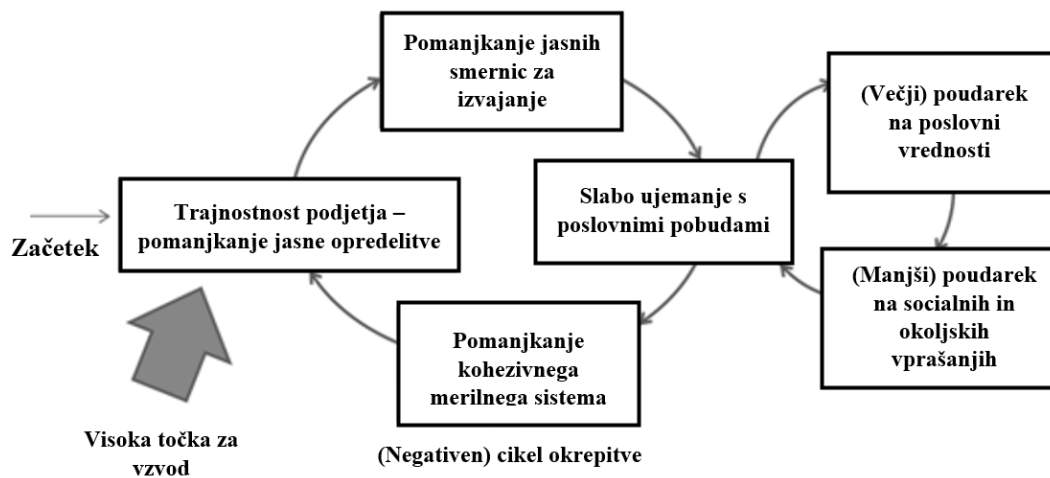 Pomanjkanje jasnih
smernic za
izvajanje
(Večji) poudarek
na poslovni
vrednosti
Trajnostnost podjetja –
pomanjkanje jasne opredelitve
Slabo ujemanje s
poslovnimi pobudami
Začetek
(Manjši) poudarek
na socialnih in
okoljskih
vprašanjih
Pomanjkanje
kohezivnega
merilnega sistema
Visoka točka za
vzvod
(Negativen) cikel okrepitve